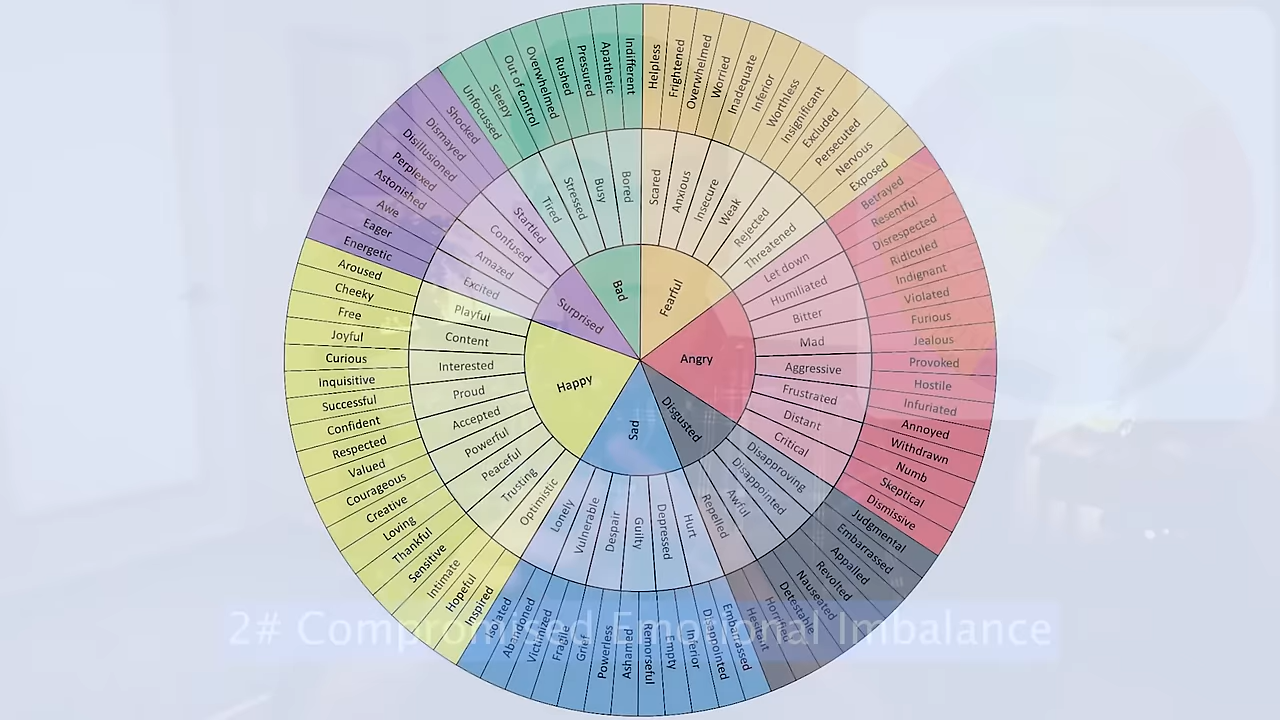 Fearful
Angry
Disgusted
Sad
Happy
Surprised
Bad
Scared
Anxious
Insecure
Weak
Rejected
Threatened
Let down
Humiliated
Bitter
Mad
Aggressive
Frustrated
Distant
Critical
Disapproving
Disappointed
Awful
Repelled
Hurt
Depressed
Guilty
Despair
Vulnerable
Lonely
Optimistic
Trusting
Peaceful
Powerful
Accepted
Proud
Interested
Content
Playful
Excited
Amazed
Confused
Startled
Tired
Stressed
Busy
Bored
Helpless
Frightened
Overwhelmed
Worried
Inadequate
Inferior
Worthless
Insignificant
Excluded
Persecuted
Nervous
Exposed
Betrayed
Resentful
Disrespected
Ridiculed
Indignant
Violated
Furious
Jealous
Provoked
Hostile
Infuriated
Annoyed
Withdrawn
Numb
Skeptical
Dismissive
Judgmental
Embarrassed
Appalled
Revolted
Nauseated
Detestable
Embarrassed
Disappointed
Inferior
Empty
Remorseful
Ashamed
Powerless
Grief
Fragile
Victimized
Abandoned
Isolated
Inspired
Hopeful
Intimate
Sensitive
Thankful
Loving
Creative
Courageous
Valued
Respected
Confident
Successful
Inquisitive
Curious
Joyful
Free
Cheeky
Aroused
Energetic
Eager
Awe
Astonished
Perplexed
Disillusioned
Dismayed
Shocked
Unfocussed
Sleepy
Out of control
Overwhelmed
Rushed
Pressured
Apathetic
Indifferent
2# Compromised Emotional Imbalance